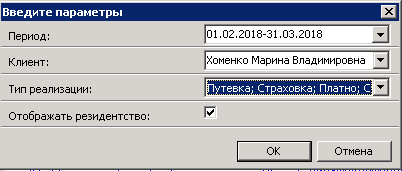 Введите параметры
Период: 01.02.2018-31.03.2018
Клиент: Хоменко Марина Владимировна
Тип реализации: Путевка; Страховка; Платно; С
Отображать резидентство:
OK Отмена